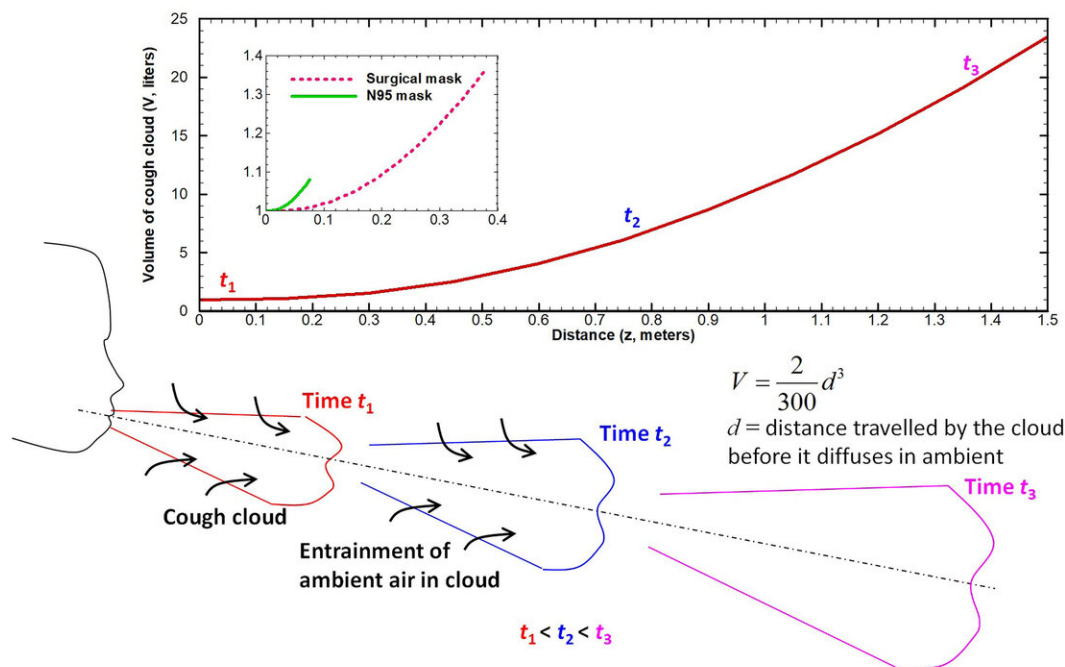 25
20
15
10
5
0
Volume of cough cloud (V, liters)
1.4
1.3
1.2
1.1
1
0
0.1
0.2
0.3
0.4
Surgical mask
N95 mask
t1
t2
t3
0 0.1 0.2 0.3 0.4 0.5 0.6 0.7 0.8 0.9 1 1.1 1.2 1.3 1.4 1.5
Distance (z, meters)
V = 2/300 d³
d = distance travelled by the cloud
before it diffuses in ambient
Time t1
Time t2
Time t3
Cough cloud
Entrainment of
ambient air in cloud
t1 < t2 < t3